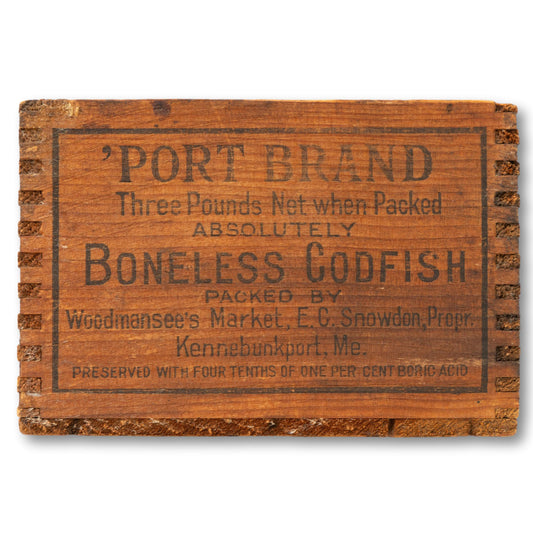 'PORT BRAND
Three Pounds Net when Packed
ABSOLUTELY
BONELESS CODFISH
PACKED BY
Woodmansee's Market, E.C. Snowdon, Propr.
Kennebunkport, Me.
PRESERVED WITH FOUR TENTHS OF ONE PER CENT BORIC ACID